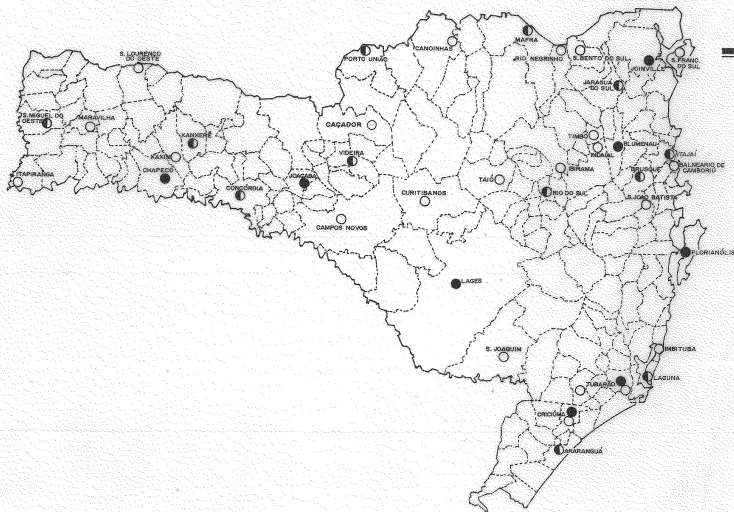 S. LOURENÇO
DO OESTE
CANOINHAS
MAFRA
PORTO UNIÃO
RIO NEGRINHO
S. BENTO DO SUL
JOINVILLE
S. FRANC.
DO SUL
JARAGUÁ
DO SUL
S. MIGUEL DO
OESTE
MARAVILHA
XANXERÊ
CAÇADOR
TIMBÓ
BLUMENAU
INDAIAL
ITAJAÍ
BALNEÁRIO DE
CAMBORIÚ
XAXIM
VIDEIRA
IBIRAMA
BRUSQUE
ITAPIRANGA
CHAPECÓ
JOAÇABA
TAIÓ
CONCÓRDIA
CURITIBANOS
RIO DO SUL
S. JOÃO BATISTA
CAMPOS NOVOS
FLORIANÓLIS
LAGES
S. JOAQUIM
IMBITUBA
LAGUNA
TUBARÃO
CRICIÚMA
ARARANGUÁ